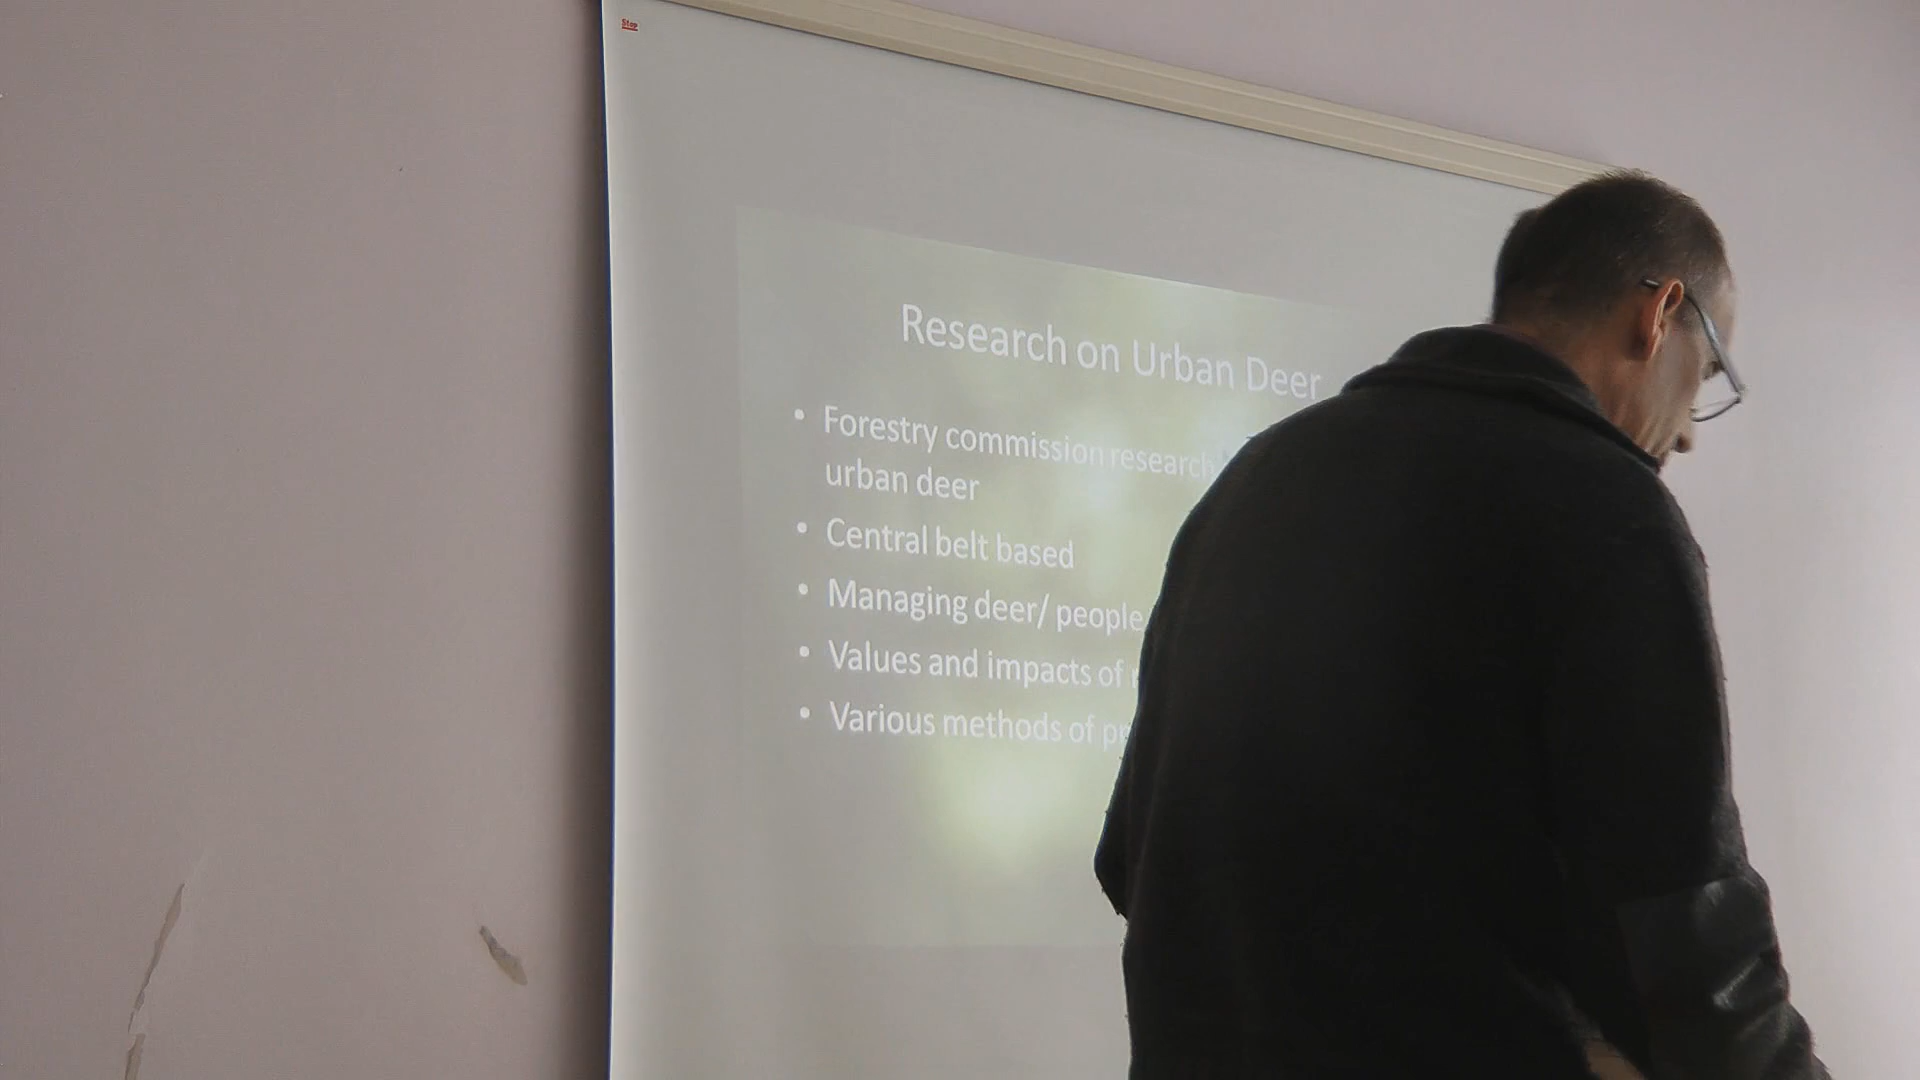 Stop
Research on Urban Deer
• Forestry commission research
urban deer
• Central belt based
• Managing deer/ people
• Values and impacts of
• Various methods of